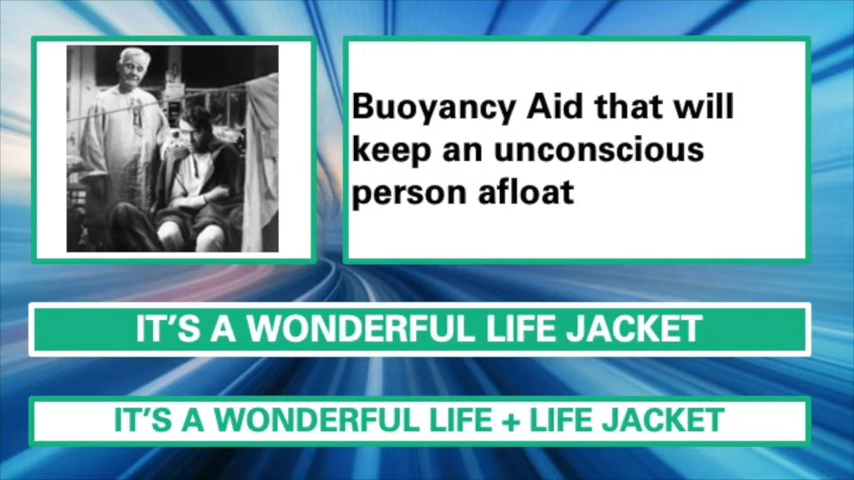 Buoyancy Aid that will
keep an unconscious
person afloat
IT'S A WONDERFUL LIFE JACKET
IT'S A WONDERFUL LIFE + LIFE JACKET